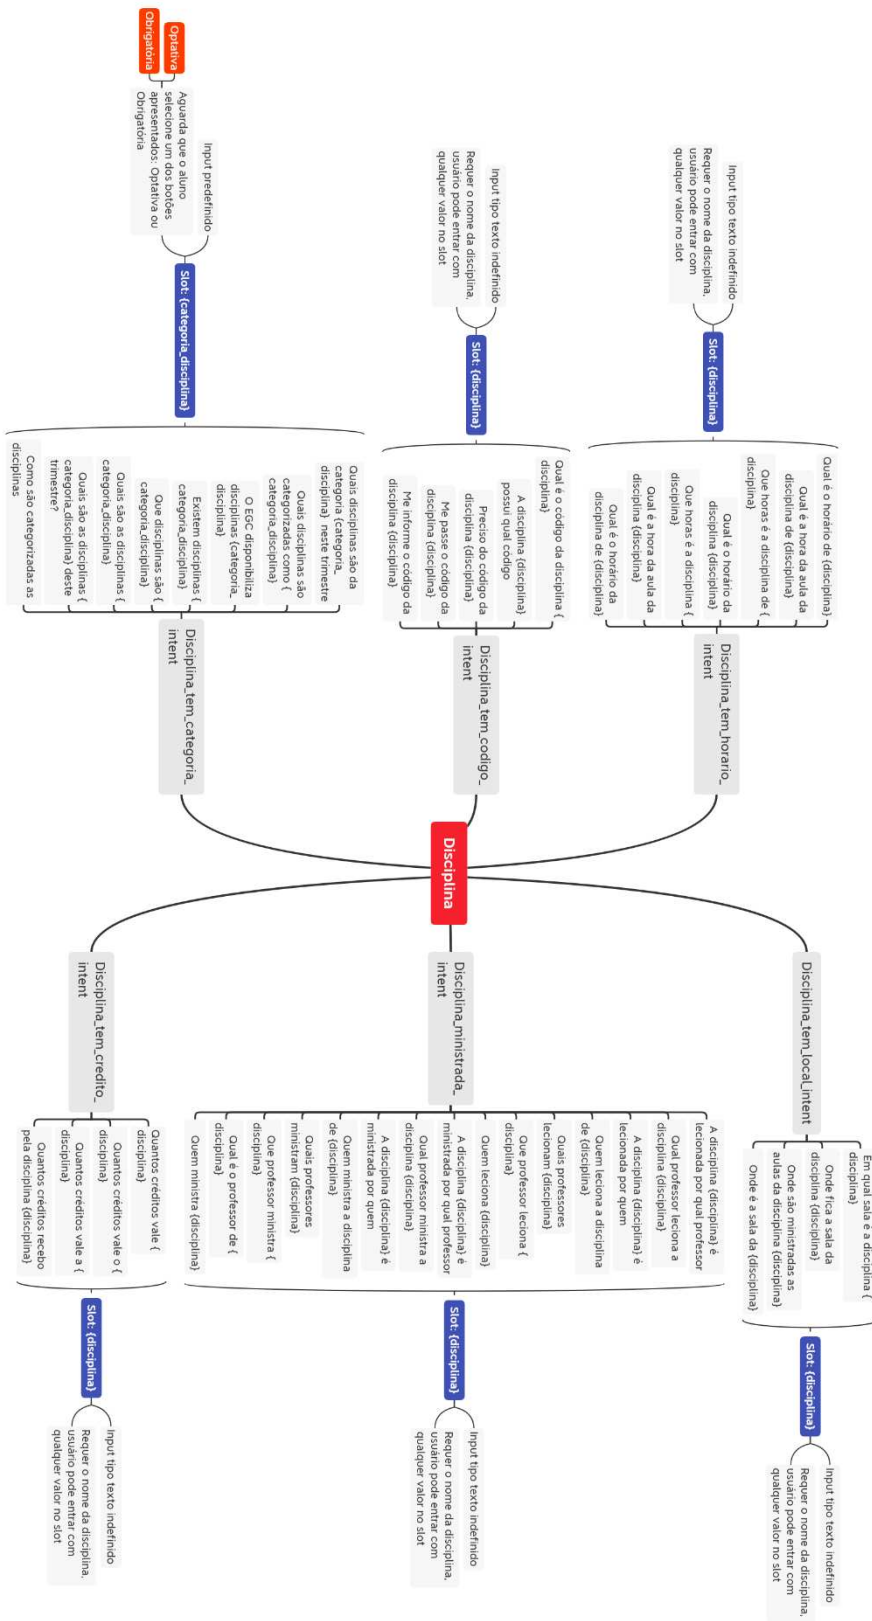 Disciplina
Disciplina_tem_horario_
intent
Qual é o horário de {disciplina}
Qual é a hora da aula da
disciplina de {disciplina}
Que horas é a disciplina de {
disciplina}
Qual é o horário da
disciplina {disciplina}
Que horas é a disciplina {
disciplina}
Qual é a hora da aula da
disciplina {disciplina}
Qual é o horário da
disciplina de {disciplina}
Slot: {disciplina}
Input tipo texto indefinido
Requer o nome da disciplina,
usuário pode entrar com
qualquer valor no slot
Disciplina_tem_codigo_
intent
Qual é o código da disciplina {
disciplina}
A disciplina {disciplina}
possui qual código
Preciso do código da
disciplina {disciplina}
Me passe o código da
disciplina {disciplina}
Me informe o código da
disciplina {disciplina}
Slot: {disciplina}
Input tipo texto indefinido
Requer o nome da disciplina,
usuário pode entrar com
qualquer valor no slot
Disciplina_tem_categoria_
intent
Quais disciplinas são da
categoria {categoria_
disciplina} neste trimestre
Quais disciplinas são
categorizadas como {
categoria_disciplina}
O EGC disponibiliza
disciplinas {categoria_
disciplina}
Existem disciplinas {
categoria_disciplina}
Que disciplinas são {
categoria_disciplina}
Quais são as disciplinas {
categoria_disciplina}
Quais são as disciplinas {
categoria_disciplina} deste
trimestre?
Como são categorizadas as
disciplinas
Slot: {categoria_disciplina}
Input predefinido
Aguarda que o aluno
selecione um dos botões
apresentados: Optativa ou
Obrigatória
Optativa
Obrigatória
Disciplina_tem_local_intent
Em qual sala é a disciplina {
disciplina}
Onde fica a sala da
disciplina {disciplina}
Onde são ministradas as
aulas da disciplina {disciplina}
Onde é a sala da {disciplina}
Slot: {disciplina}
Input tipo texto indefinido
Requer o nome da disciplina,
usuário pode entrar com
qualquer valor no slot
Disciplina_ministrada_
intent
A disciplina {disciplina} é
lecionada por qual professor
Qual professor leciona a
disciplina {disciplina}
A disciplina {disciplina} é
lecionada por quem
Quem leciona a disciplina
de {disciplina}
Quais professores
lecionam {disciplina}
Que professor leciona {
disciplina}
Quem leciona {disciplina}
A disciplina {disciplina} é
ministrada por qual professor
Qual professor ministra a
disciplina {disciplina}
A disciplina {disciplina} é
ministrada por quem
Quem ministra a disciplina
de {disciplina}
Quais professores
ministram {disciplina}
Que professor ministra {
disciplina}
Qual é o professor de {
disciplina}
Quem ministra {disciplina}
Slot: {disciplina}
Input tipo texto indefinido
Requer o nome da disciplina,
usuário pode entrar com
qualquer valor no slot
Disciplina_tem_credito_
intent
Quantos créditos vale {
disciplina}
Quantos créditos vale o {
disciplina}
Quantos créditos vale a {
disciplina}
Quantos créditos recebo
pela disciplina {disciplina}
Slot: {disciplina}
Input tipo texto indefinido
Requer o nome da disciplina,
usuário pode entrar com
qualquer valor no slot